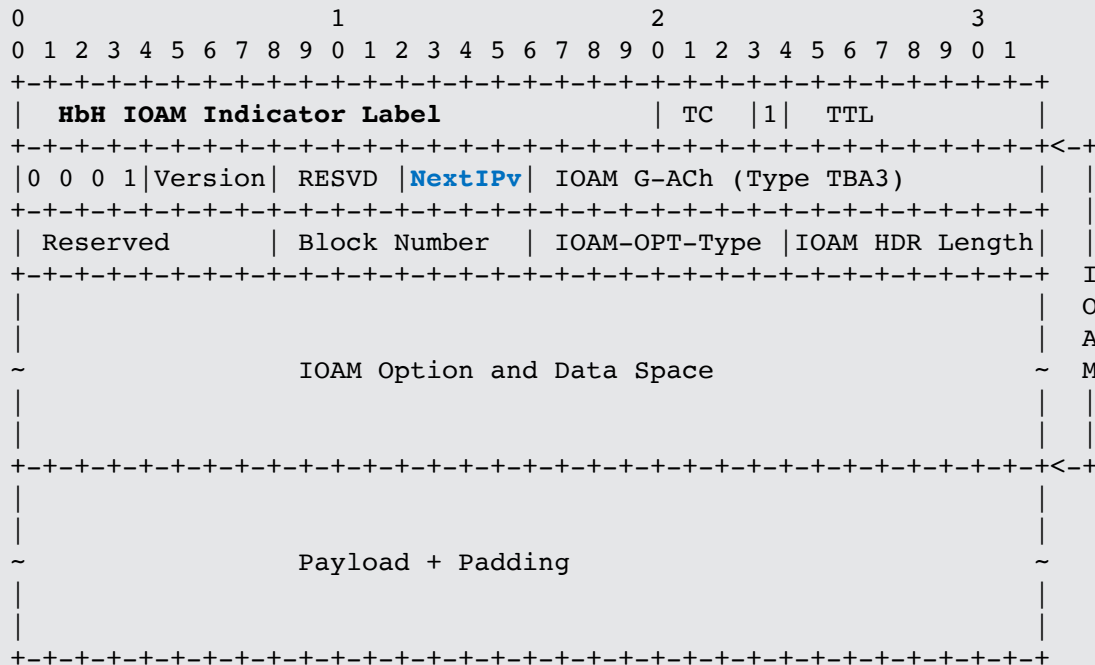 0                   1                   2                   3
0 1 2 3 4 5 6 7 8 9 0 1 2 3 4 5 6 7 8 9 0 1 2 3 4 5 6 7 8 9 0 1
+-+-+-+-+-+-+-+-+-+-+-+-+-+-+-+-+-+-+-+-+-+-+-+-+-+-+-+-+-+-+-+-+
|  HbH IOAM Indicator Label             | TC  |1|  TTL          |
+-+-+-+-+-+-+-+-+-+-+-+-+-+-+-+-+-+-+-+-+-+-+-+-+-+-+-+-+-+-+-+-+<-+
|0 0 0 1|Version| RESVD |NextIPv| IOAM G-ACh (Type TBA3)        |  |
+-+-+-+-+-+-+-+-+-+-+-+-+-+-+-+-+-+-+-+-+-+-+-+-+-+-+-+-+-+-+-+-+  |
| Reserved      | Block Number  | IOAM-OPT-Type |IOAM HDR Length|  |
+-+-+-+-+-+-+-+-+-+-+-+-+-+-+-+-+-+-+-+-+-+-+-+-+-+-+-+-+-+-+-+-+  I
|                                                               |  O
|                                                               |  A
~                 IOAM Option and Data Space                    ~  M
|                                                               |  |
|                                                               |  |
+-+-+-+-+-+-+-+-+-+-+-+-+-+-+-+-+-+-+-+-+-+-+-+-+-+-+-+-+-+-+-+-+<-+
|                                                               |
|                                                               |
~                 Payload + Padding                             ~
|                                                               |
|                                                               |
+-+-+-+-+-+-+-+-+-+-+-+-+-+-+-+-+-+-+-+-+-+-+-+-+-+-+-+-+-+-+-+-+